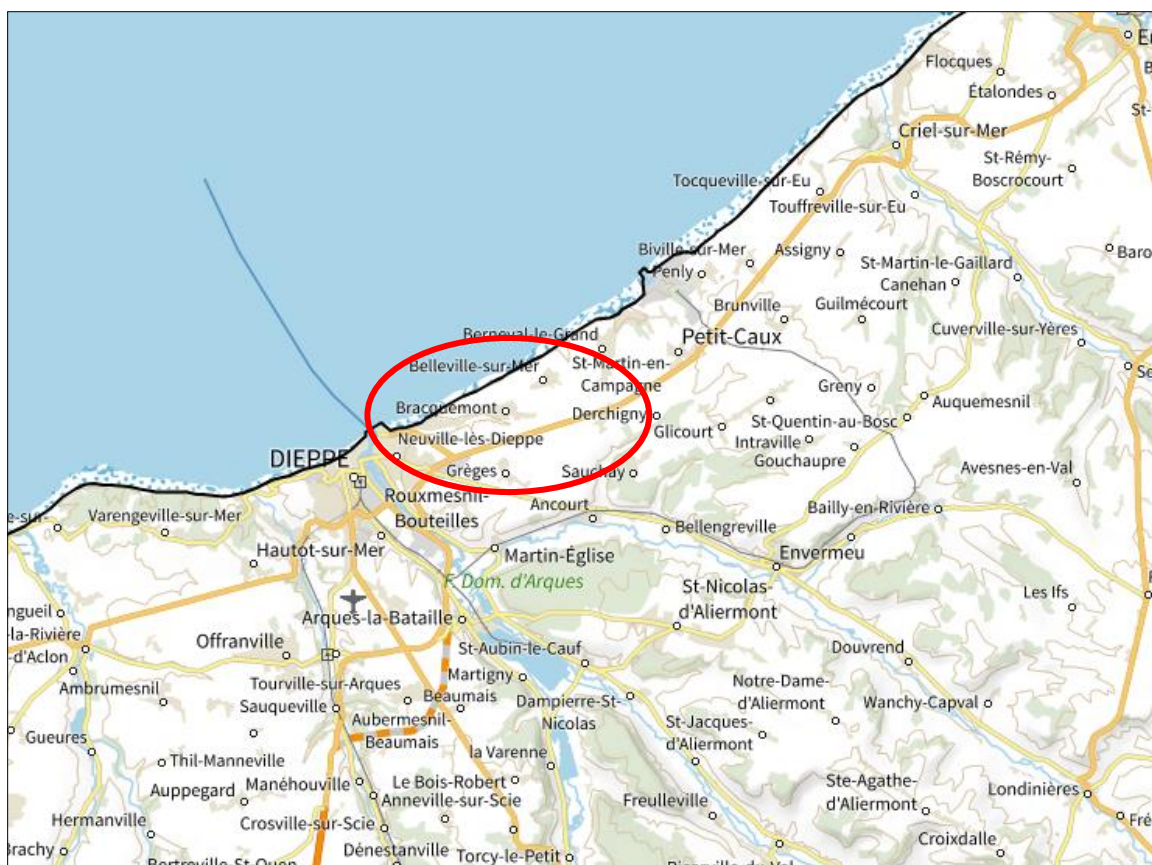 Flocques
Étalondes
Criel-sur-Mer
St-Rémy-
Boscrocourt
Tocqueville-sur-Eu
Touffreville-sur-Eu
Biville-sur-Mer
Assigny
Penly
St-Martin-le-Gaillard
Canehan
Brunville
Guilmécourt
Berneval-le-Grand
Petit-Caux
Cuverville-sur-Yères
Belleville-sur-Mer
St-Martin-en-
Campagne
Greny
Bracquemont
Derchigny
Auquemesnil
St-Quentin-au-Bosc
Glicourt
Neuville-lès-Dieppe
Intraville
Gouchaupre
DIEPPE
Grèges
Sauchay
Avesnes-en-Val
Rouxmesnil-
Bouteilles
Ancourt
Bailly-en-Rivière
Varengeville-sur-Mer
Bellengreville
Hautot-sur-Mer
Martin-Église
Envermeu
F. Dom. d'Arques
St-Nicolas-
d'Aliermont
Les Ifs
Arques-la-Bataille
Offranville
St-Aubin-le-Cauf
Douvrend
Martigny
Tourville-sur-Arques
Beaumais
Notre-Dame-
d'Aliermont
Ambrumesnil
Sauqueville
Dampierre-St-
Nicolas
Wanchy-Capval
Aubermesnil-
Beaumais
St-Jacques-
d'Aliermont
Gueures
la Varenne
Thil-Manneville
Manéhouville
Le Bois-Robert
Ste-Agathe-
d'Aliermont
Londinières
Auppegard
Anneville-sur-Scie
Freulleville
Hermanville
Crosville-sur-Scie
Croixdalle
Dénestanville
Torcy-le-Petit